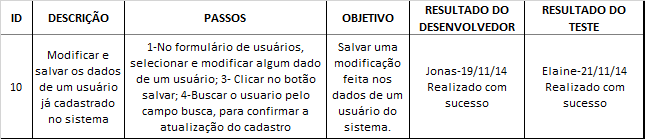 ID DESCRIÇÃO PASSOS OBJETIVO RESULTADO DO DESENVOLVEDOR RESULTADO DO TESTE
10
Modificar e
salvar os dados
de um usuário
já cadastrado
no sistema
1-No formulário de usuários,
selecionar e modificar algum dado
de um usuário; 3- Clicar no botão
salvar; 4-Buscar o usuario pelo
campo busca, para confirmar a
atualização do cadastro
Salvar uma
modificação
feita nos
dados de um
usuário do
sistema.
Jonas-19/11/14
Realizado com
sucesso
Elaine-21/11/14
Realizado com
sucesso